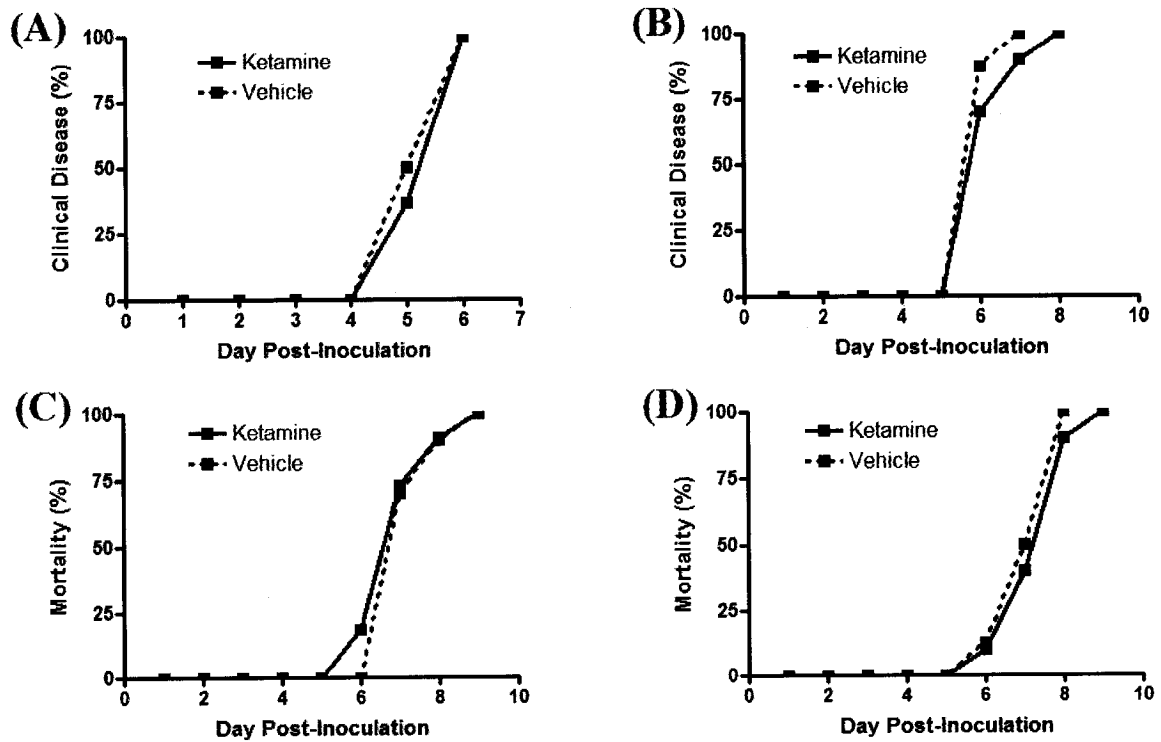 (A)
Clinical Disease (%)
100
75
50
25
0
Ketamine
Vehicle
0 1 2 3 4 5 6 7
Day Post-Inoculation
(B)
Clinical Disease (%)
100
75
50
25
0
Ketamine
Vehicle
0 2 4 6 8 10
Day Post-Inoculation
(C)
Mortality (%)
100
75
50
25
0
Ketamine
Vehicle
0 2 4 6 8 10
Day Post-Inoculation
(D)
Mortality (%)
100
75
50
25
0
Ketamine
Vehicle
0 2 4 6 8 10
Day Post-Inoculation